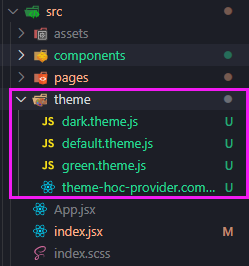 src
assets
components
pages
theme
JS dark.theme.js U
JS default.theme.js U
JS green.theme.js U
theme-hoc-provider.com... U
App.jsx
index.jsx M
index.scss